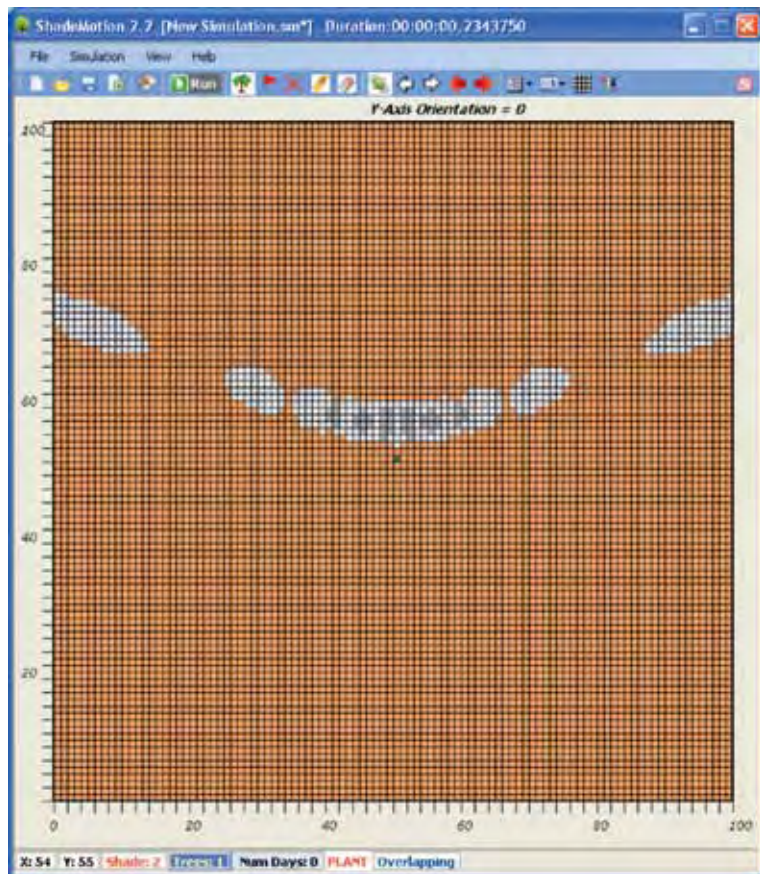 ShadeMotion 2.2 [New Simulation.sm*] Duration:00:00:00.2343750
File Simulation View Help
Run
Y-Axis Orientation = 0
100
80
60
40
20
0 20 40 60 80 100
X: 54 Y: 55 Shade: 2 Trees: 1 Num Days: 0 PLANT Overlapping